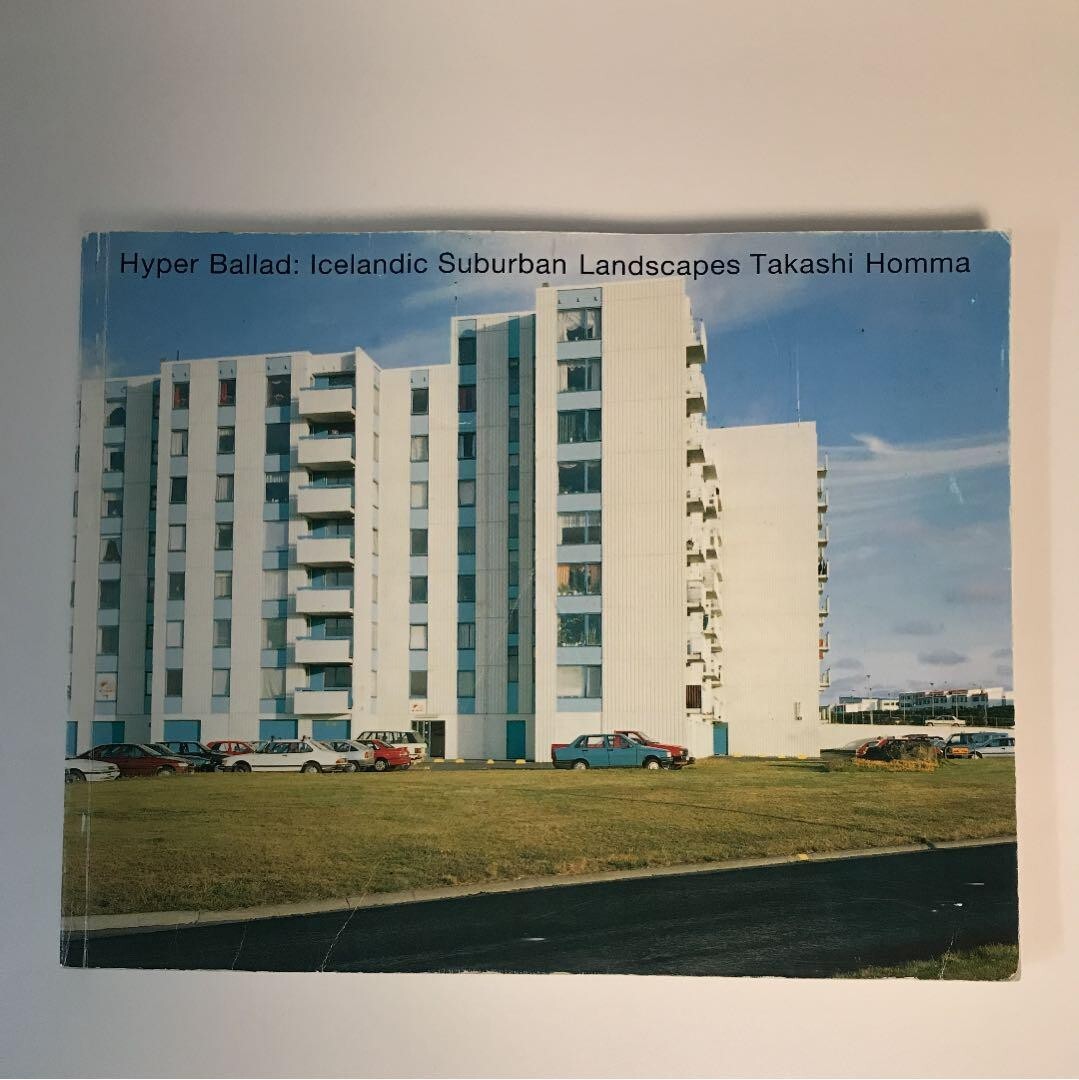 Hyper Ballad: Icelandic Suburban Landscapes Takashi Homma